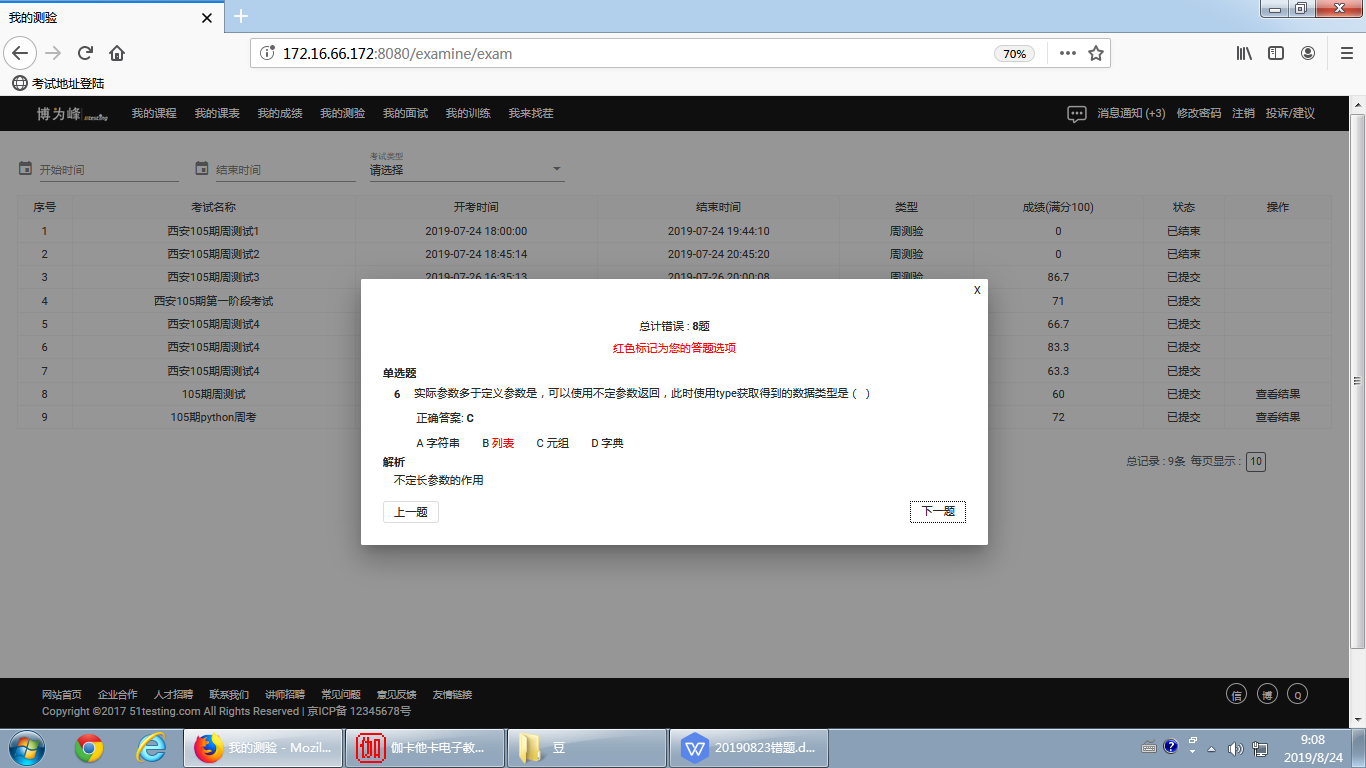 我的测验
172.16.66.172:8080/examine/exam
70%
考试地址登陆
博为峰 51testing 我的课程 我的课表 我的成绩 我的测验 我的面试 我的训练 我来找茬 消息通知 (+3) 修改密码 注销 投诉/建议
考试类型
开始时间 结束时间 请选择
序号 考试名称 开考时间 结束时间 类型 成绩(满分100) 状态 操作
1 西安105期周测试1 2019-07-24 18:00:00 2019-07-24 19:44:10 周测验 0 已结束
2 西安105期周测试2 2019-07-24 18:45:14 2019-07-24 20:45:20 周测验 0 已结束
3 西安105期周测试3 2019-07-26 16:35:13 2019-07-26 20:00:08 周测验 86.7 已提交
4 西安105期第一阶段考试 71 已提交
5 西安105期周测试4 66.7 已提交
6 西安105期周测试4 83.3 已提交
7 西安105期周测试4 63.3 已提交
8 105期周测试 60 已提交 查看结果
9 105期python周考 72 已提交 查看结果
总记录 : 9条 每页显示 : 10
X
总计错误 : 8题
红色标记为您的答题选项
单选题
6 实际参数多于定义参数是，可以使用不定参数返回，此时使用type获取得到的数据类型是（ ）
正确答案: C
A 字符串 B 列表 C 元组 D 字典
解析
不定长参数的作用
上一题 下一题
网站首页 企业合作 人才招聘 联系我们 讲师招聘 常见问题 意见反馈 友情链接
信 博 Q
Copyright ©2017 51testing.com All Rights Reserved | 京ICP备 12345678号
我的测验 - Mozil... 伽 伽卡他卡电子教... 豆 20190823错题.d...
9:08
2019/8/24